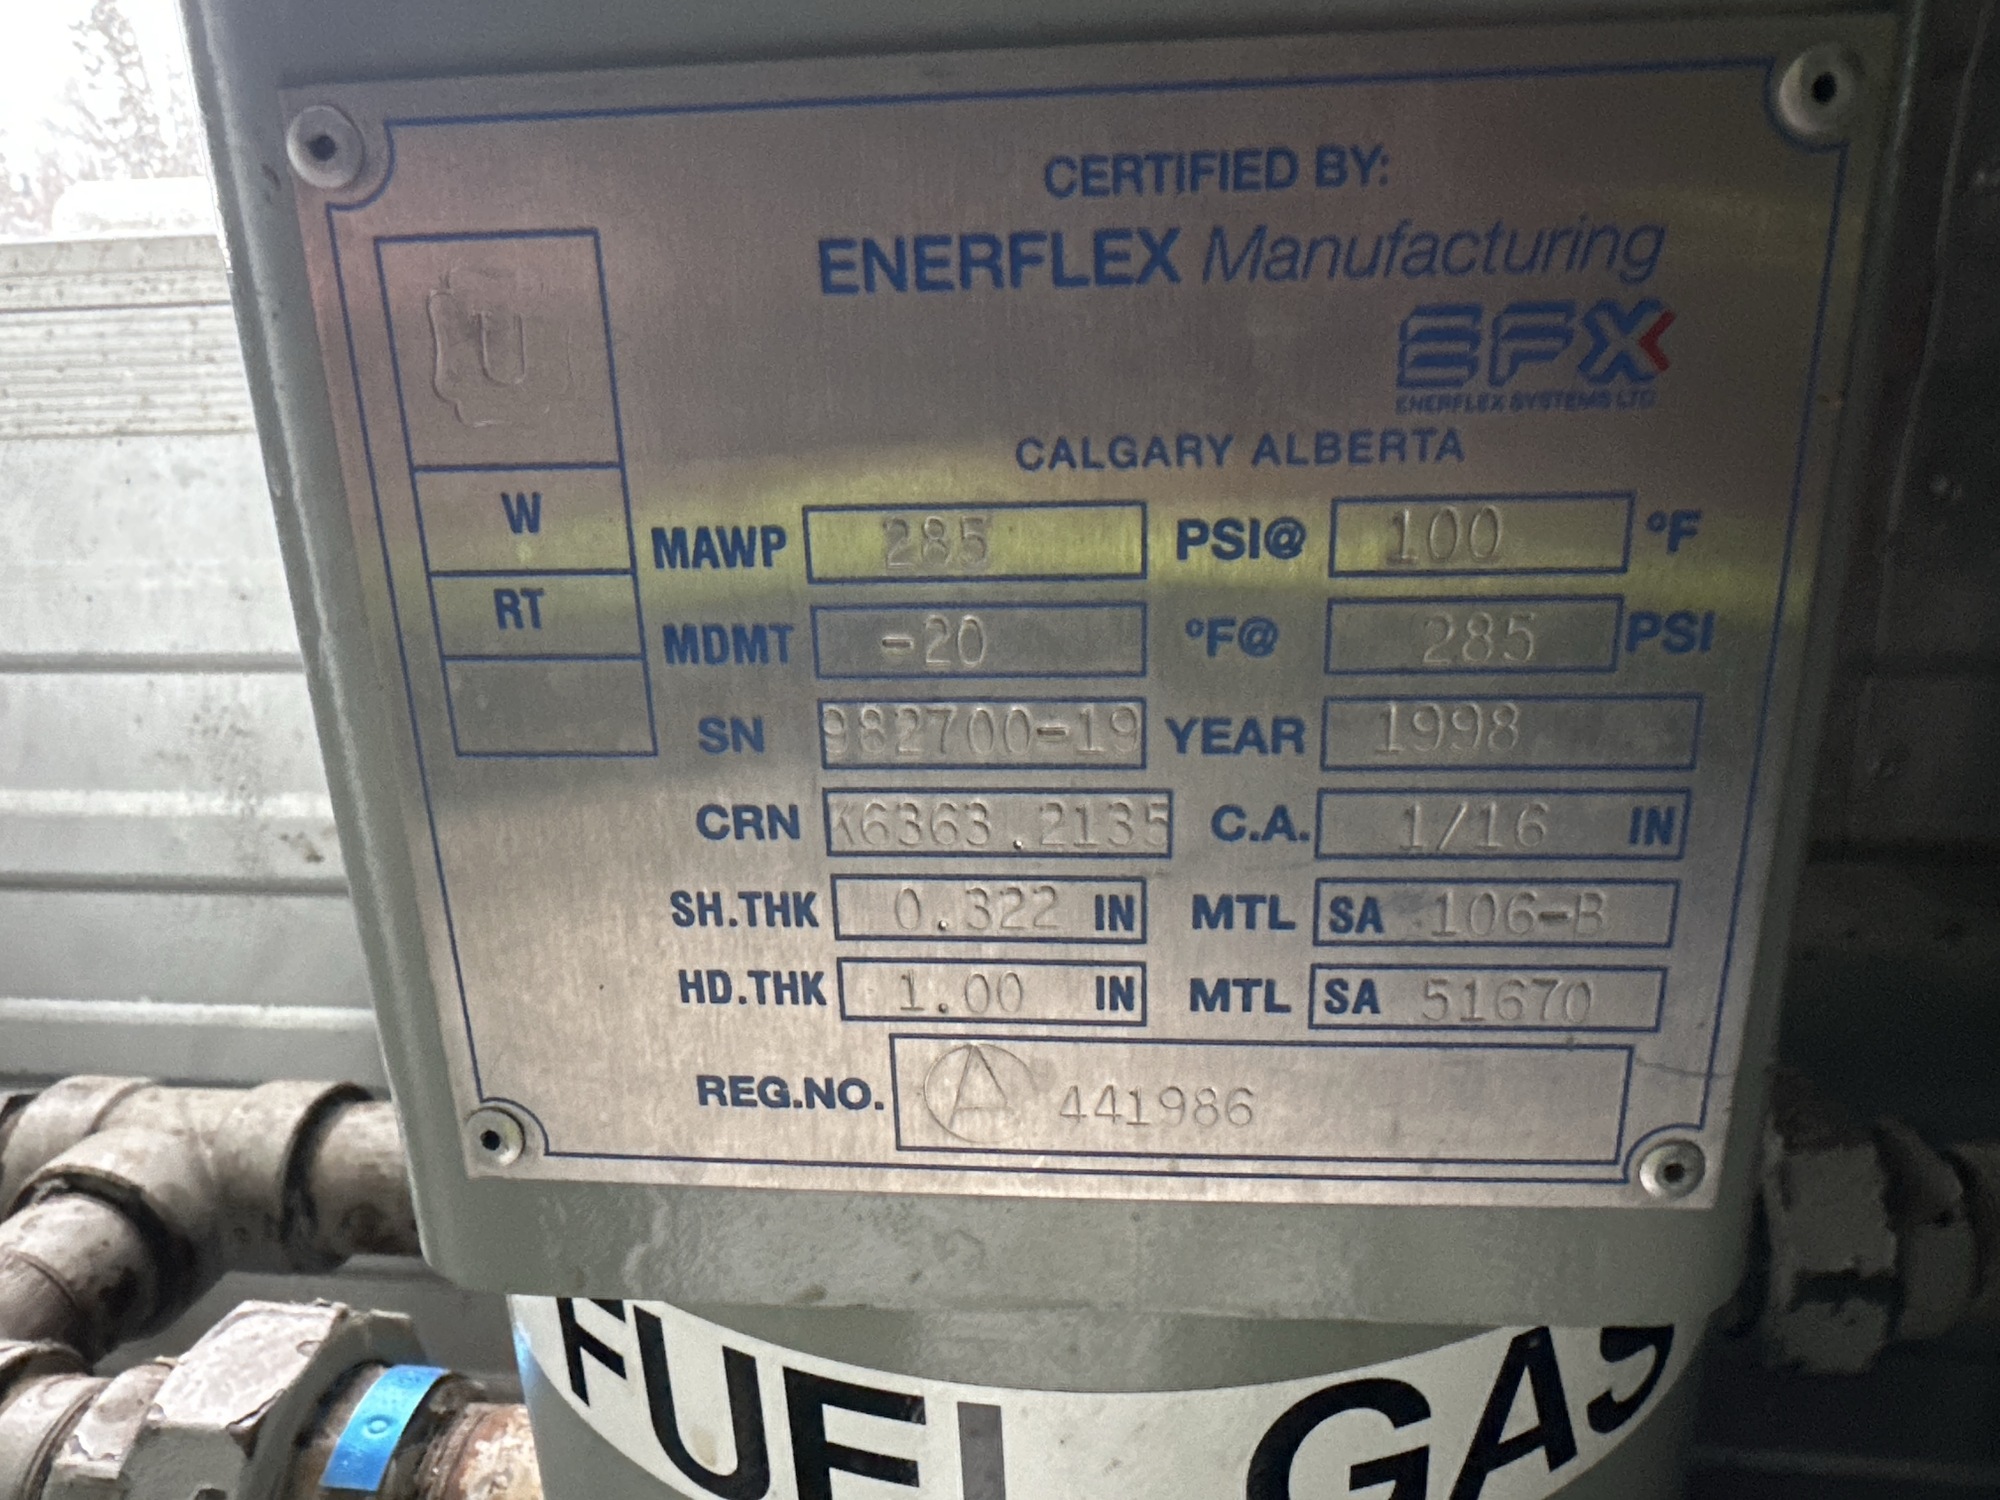 CERTIFIED BY:
ENERFLEX Manufacturing
EFX
ENERFLEX SYSTEMS LTD
CALGARY ALBERTA
U
W
RT
MAWP 285 PSI@ 100 °F
MDMT -20 °F@ 285 PSI
SN 982700-19 YEAR 1998
CRN K6363.2135 C.A. 1/16 IN
SH.THK 0.322 IN MTL SA 106-B
HD.THK 1.00 IN MTL SA 51670
REG.NO. A 441986
FUEL GAS